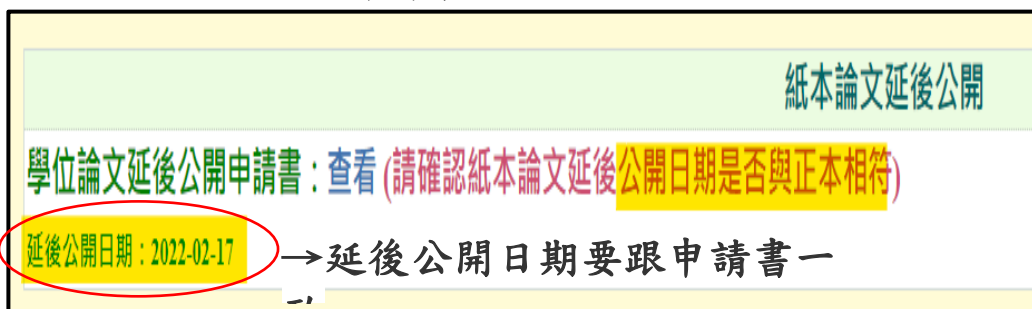 紙本論文延後公開
學位論文延後公開申請書：查看 (請確認紙本論文延後公開日期是否與正本相符)
延後公開日期：2022-02-17 →延後公開日期要跟申請書一